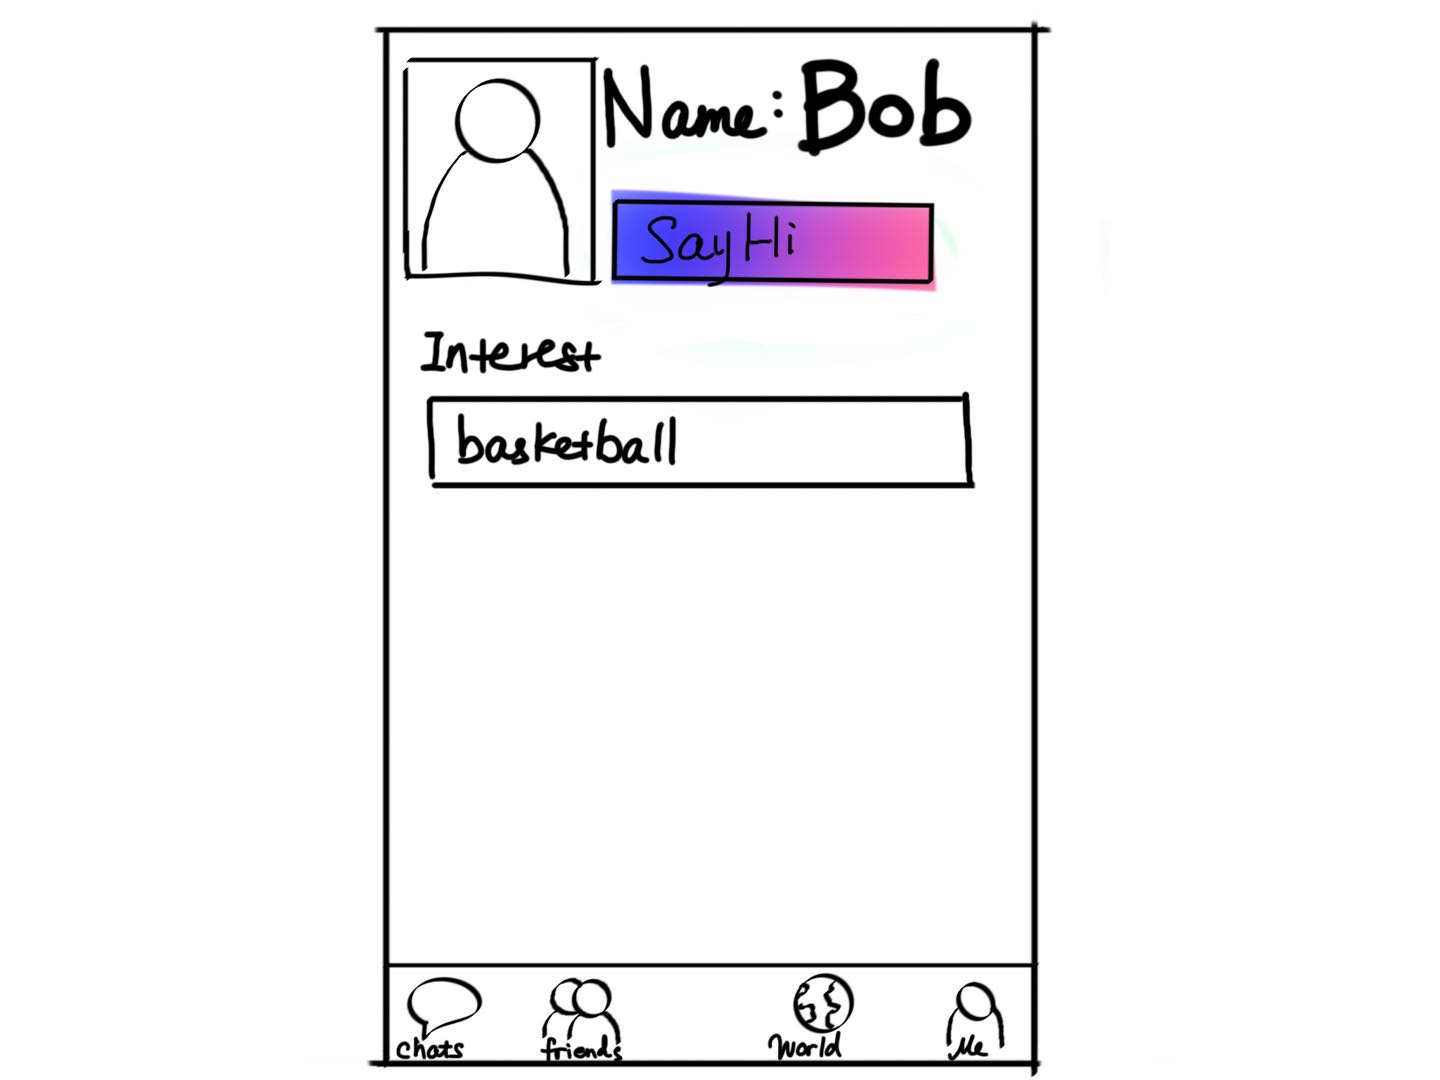 Name: Bob
Say Hi
Interest
basketball
chats friends World Me